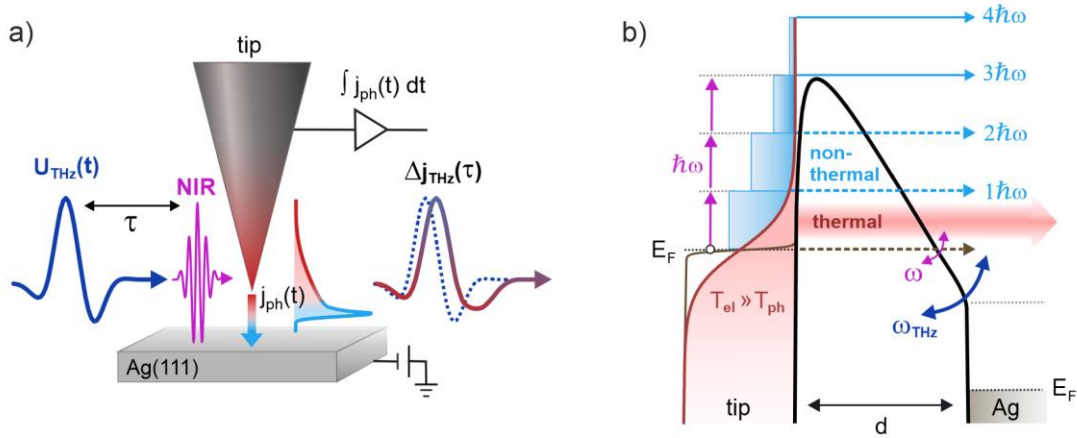 a)
tip
∫ j_ph(t) dt
U_THz(t)
NIR
Δj_THz(τ)
τ
j_ph(t)
Ag(111)
b)
4ħω
3ħω
2ħω
ħω
non-
thermal
1ħω
thermal
E_F
ω
T_el » T_ph
ω_THz
E_F
tip
d
Ag